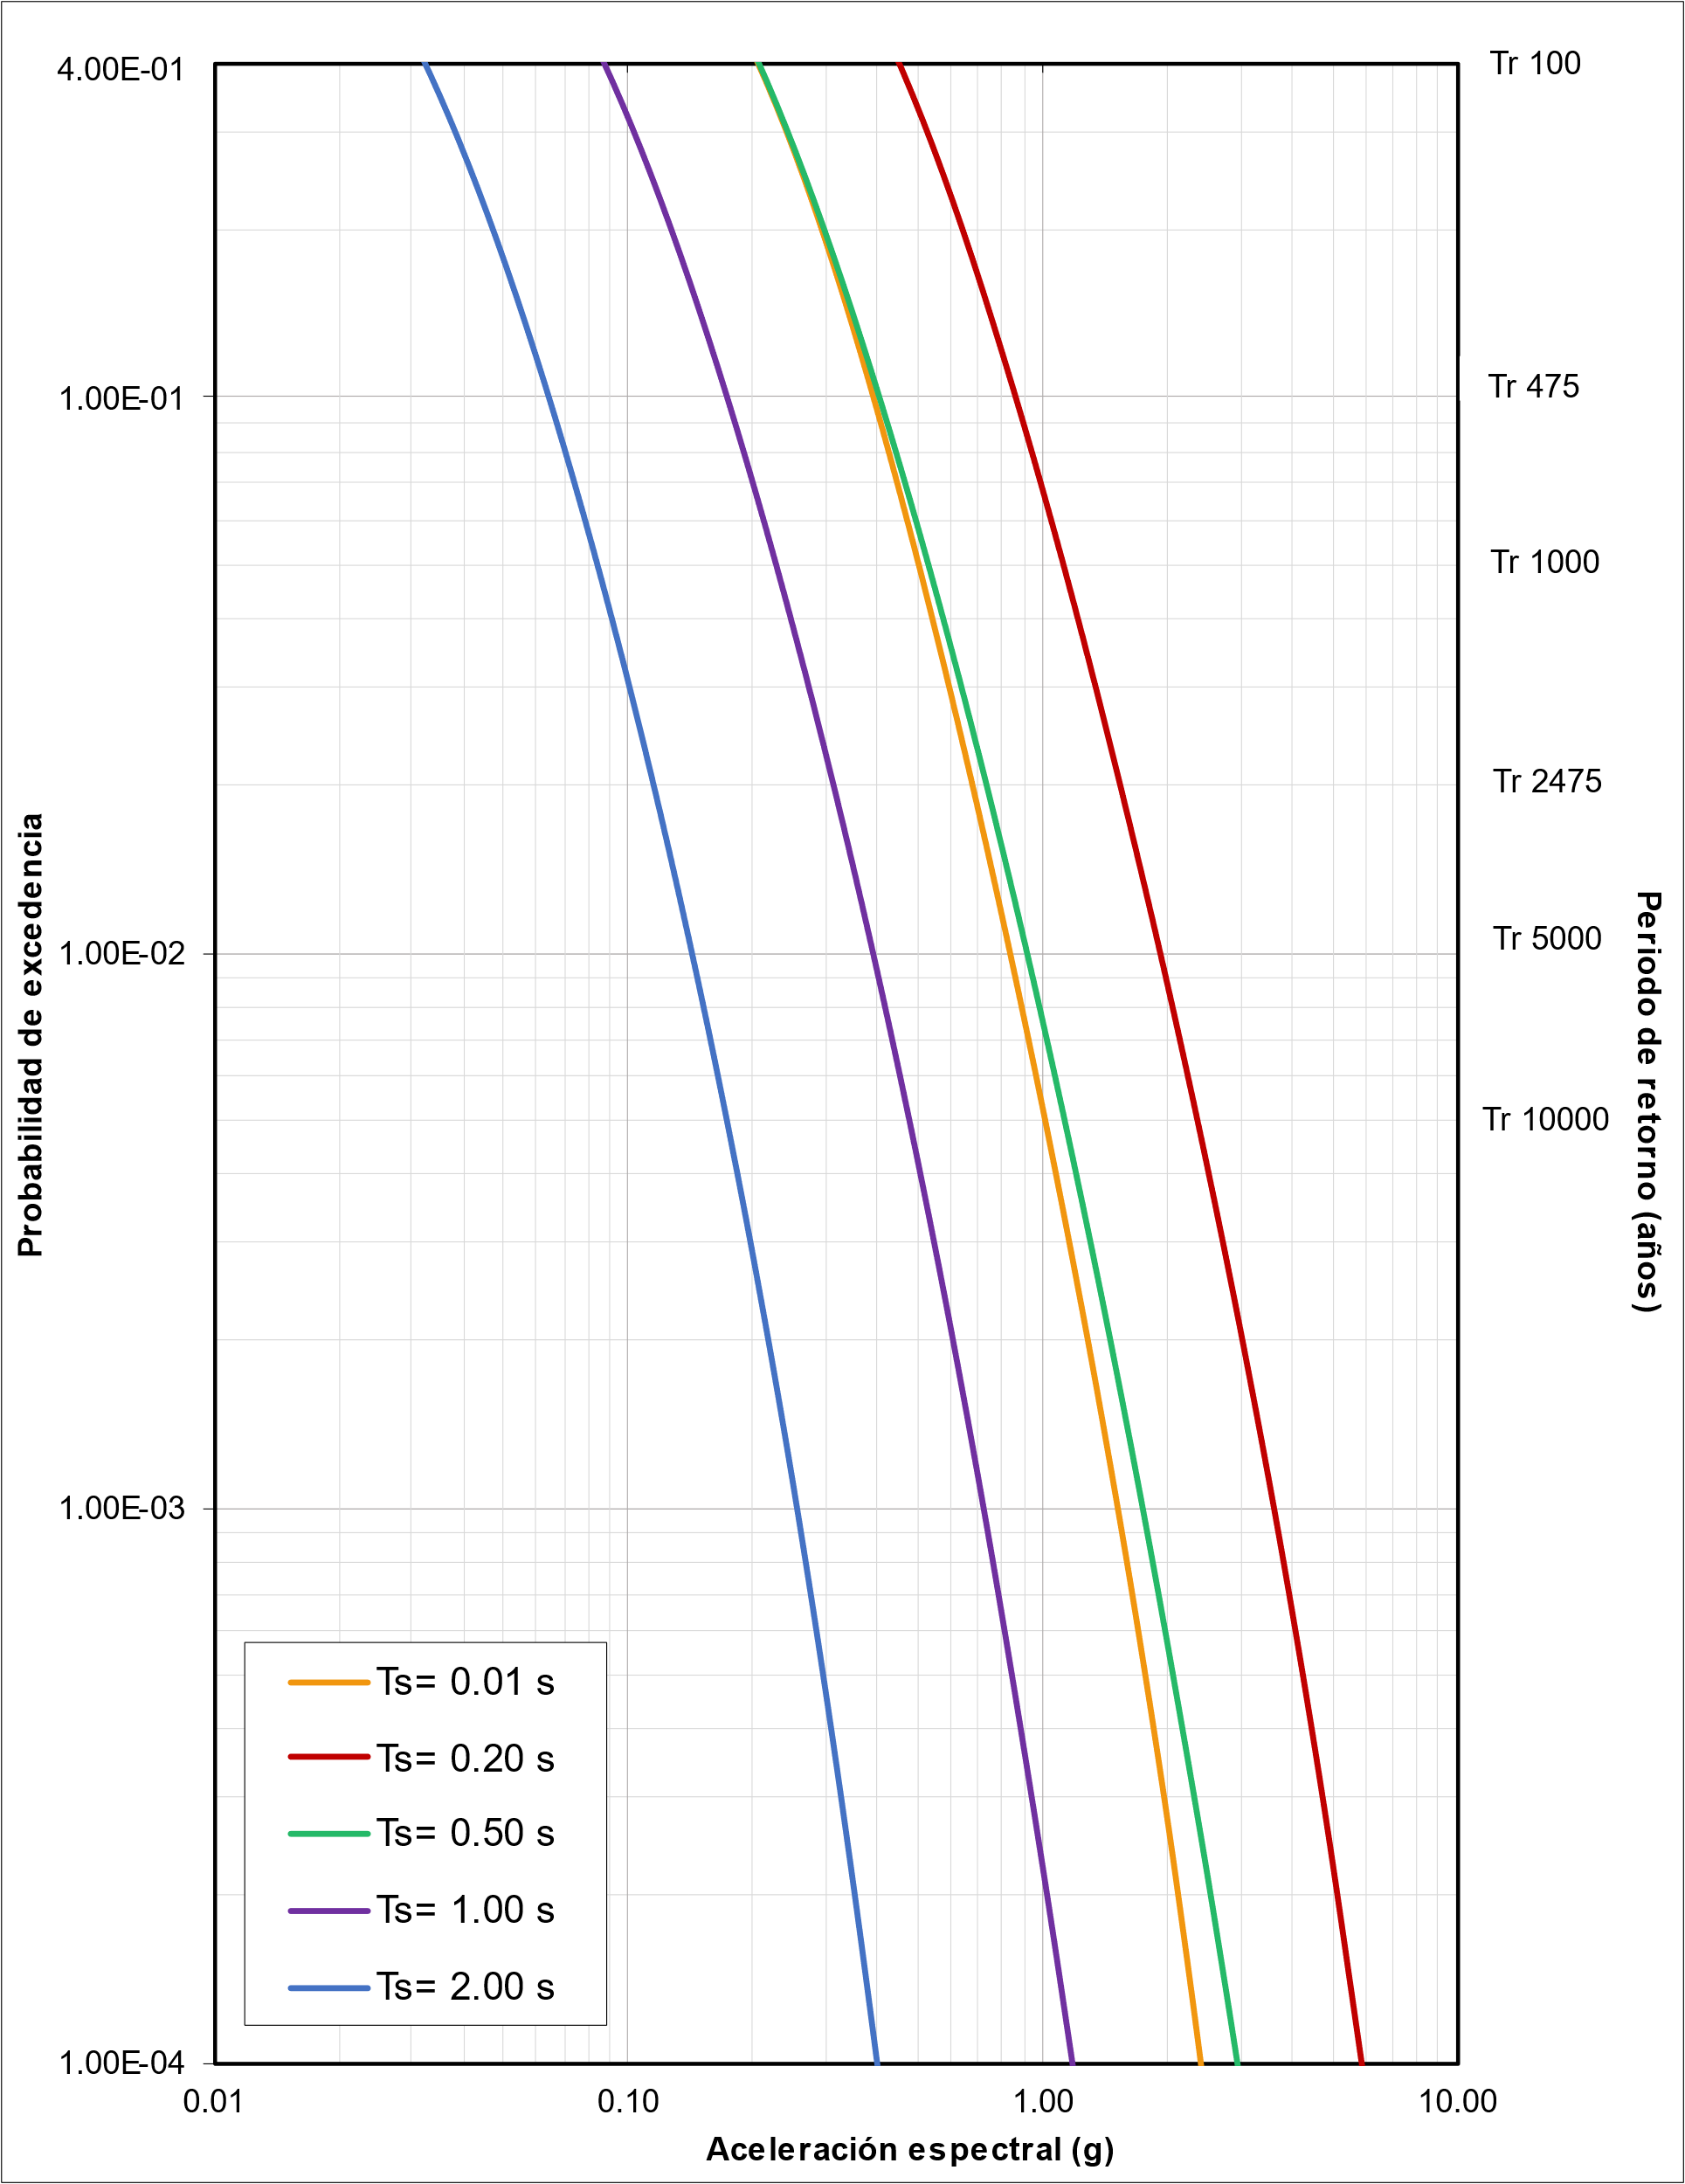 4.00E-01
1.00E-01
1.00E-02
1.00E-03
1.00E-04
Probabilidad de excedencia
Tr 100
Tr 475
Tr 1000
Tr 2475
Tr 5000
Tr 10000
Periodo de retorno (años)
Ts= 0.01 s
Ts= 0.20 s
Ts= 0.50 s
Ts= 1.00 s
Ts= 2.00 s
0.01
0.10
1.00
10.00
Aceleración espectral (g)